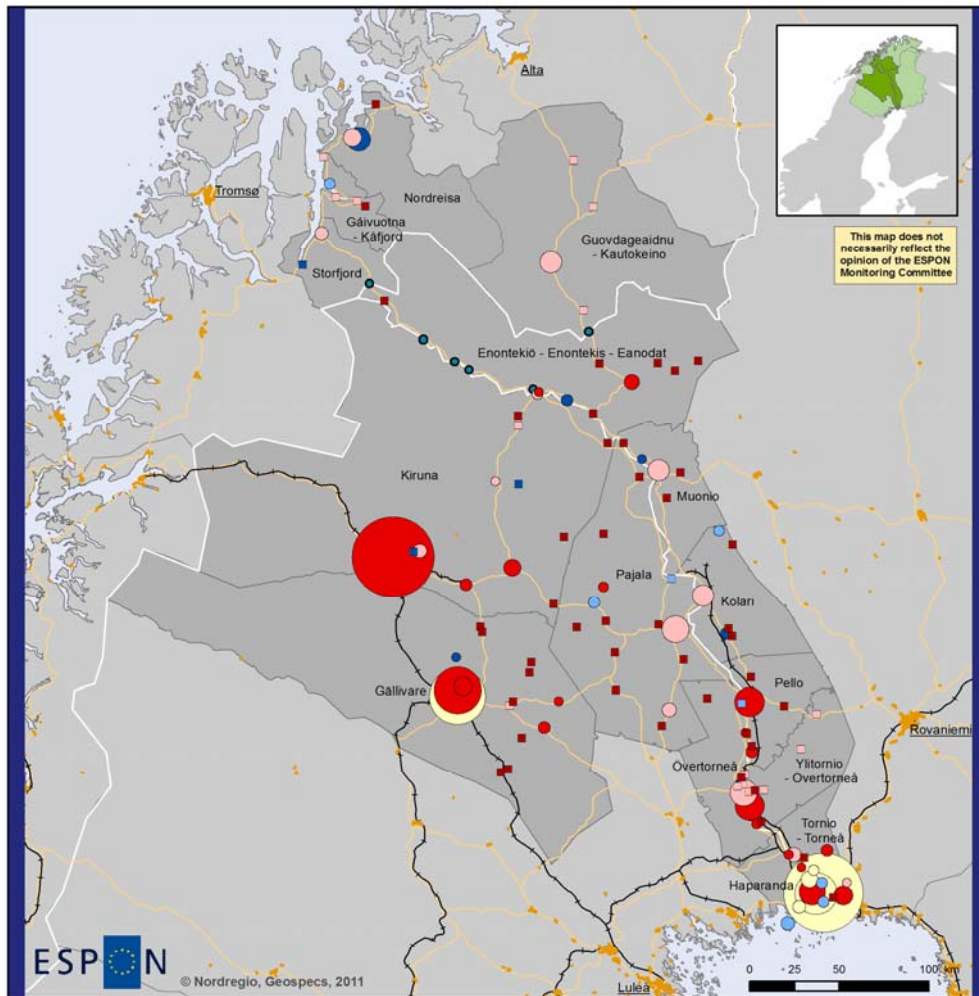 Alta
Tromsø
Nordreisa
Gáivuotna
- Kåfjord
Guovdageaidnu
- Kautokeino
This map does not
necessarily reflect the
opinion of the ESPON
Monitoring Committee
Storfjord
Enontekiö - Enontekis - Eanodat
Kiruna
Muonio
Pajala
Kolari
Gällivare
Pello
Rovaniemi
Övertorneå
Ylitornio
- Övertorneå
Tornio
- Torneå
Haparanda
ESPON
© Nordregio, Geospecs, 2011
Luleå
0 25 50 100 km